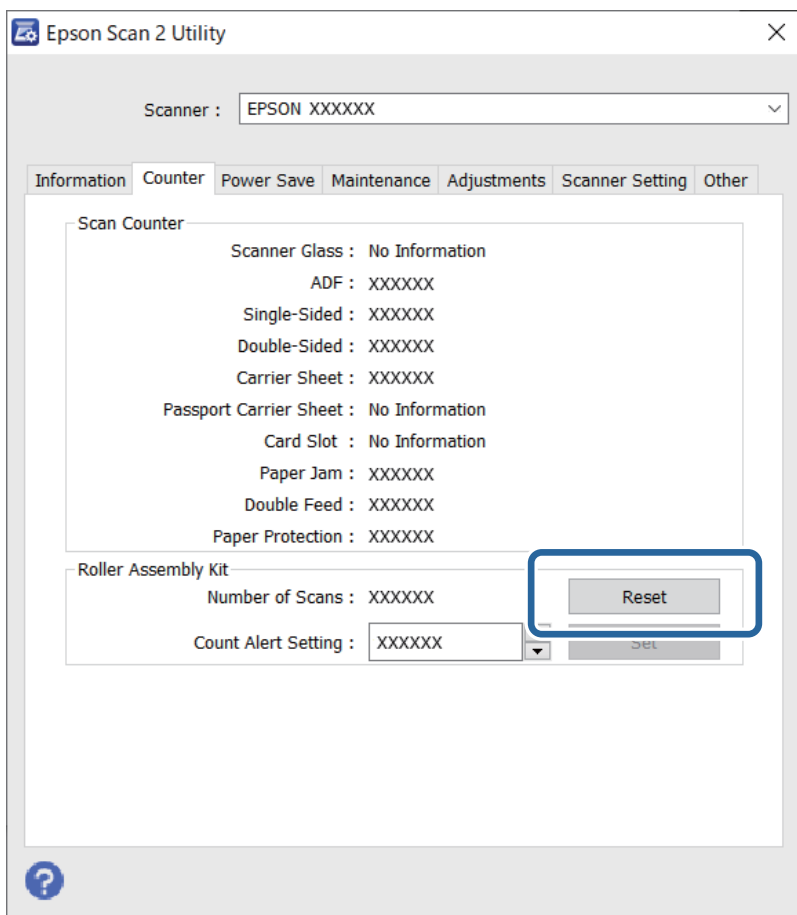 Epson Scan 2 Utility
Scanner : EPSON XXXXXX
Information Counter Power Save Maintenance Adjustments Scanner Setting Other
Scan Counter
Scanner Glass : No Information
ADF : XXXXXX
Single-Sided : XXXXXX
Double-Sided : XXXXXX
Carrier Sheet : XXXXXX
Passport Carrier Sheet : No Information
Card Slot : No Information
Paper Jam : XXXXXX
Double Feed : XXXXXX
Paper Protection : XXXXXX
Roller Assembly Kit
Number of Scans : XXXXXX Reset
Count Alert Setting : XXXXXX Set
?